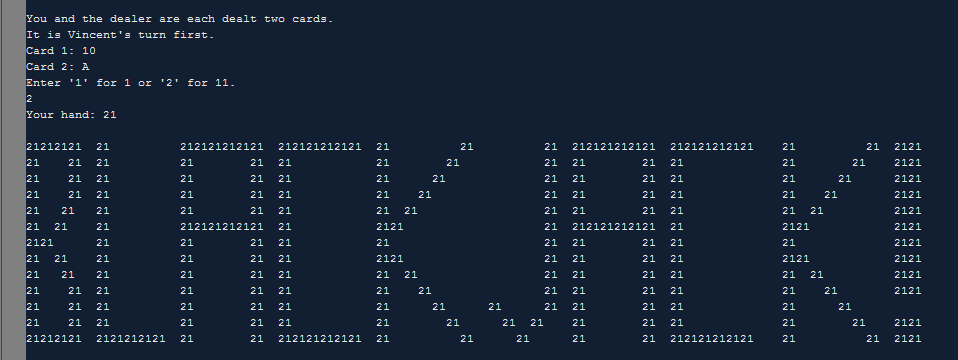 You and the dealer are each dealt two cards.
It is Vincent's turn first.
Card 1: 10
Card 2: A
Enter '1' for 1 or '2' for 11.
2
Your hand: 21
21212121  21          212121212121  212121212121  21          21          21  212121212121  212121212121    21          21  2121
21    21  21          21        21  21            21        21            21  21        21  21              21        21    2121
21    21  21          21        21  21            21      21              21  21        21  21              21      21      2121
21    21  21          21        21  21            21    21                21  21        21  21              21    21        2121
21   21   21          21        21  21            21  21                  21  21        21  21              21  21          2121
21  21    21          212121212121  21            2121                    21  212121212121  21              2121            2121
2121      21          21        21  21            21                      21  21        21  21              21              2121
21  21    21          21        21  21            2121                    21  21        21  21              2121            2121
21   21   21          21        21  21            21  21                  21  21        21  21              21  21          2121
21    21  21          21        21  21            21    21                21  21        21  21              21    21        2121
21    21  21          21        21  21            21      21      21      21  21        21  21              21      21
21    21  21          21        21  21            21        21      21  21    21        21  21              21        21    2121
21212121  2121212121  21        21  212121212121  21          21      21      21        21  212121212121    21          21  2121